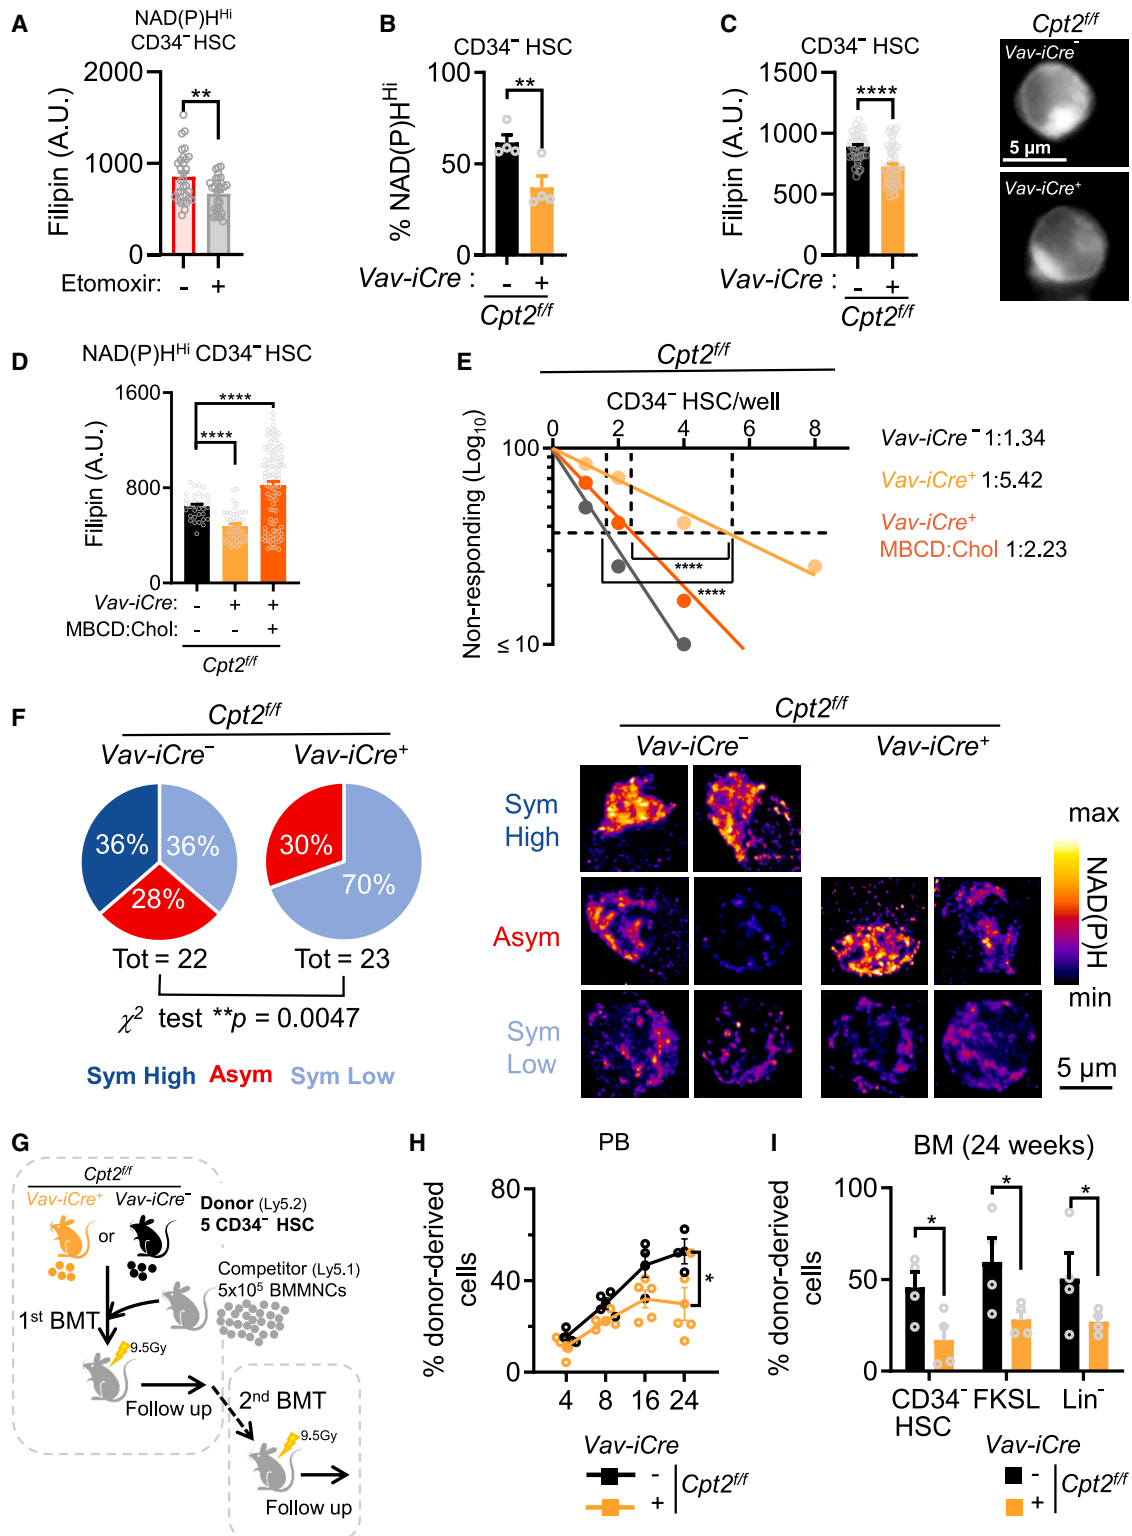 A
NAD(P)H^Hi
CD34⁻ HSC
Filipin (A.U.)
2000
1000
0
**
Etomoxir: - +
B
CD34⁻ HSC
% NAD(P)H^Hi
100
50
0
**
Vav-iCre : - +
Cpt2^f/f
C
CD34⁻ HSC
Filipin (A.U.)
1500
1000
500
0
****
Vav-iCre : - +
Cpt2^f/f
Cpt2^f/f
Vav-iCre⁻
5 µm
Vav-iCre⁺
D
NAD(P)H^Hi CD34⁻ HSC
Filipin (A.U.)
1600
800
0
****
****
Vav-iCre: - + +
MBCD:Chol: - - +
Cpt2^f/f
E
Cpt2^f/f
CD34⁻ HSC/well
0 2 4 6 8
Non-responding (Log₁₀)
100
≤ 10
****
****
Vav-iCre⁻ 1:1.34
Vav-iCre⁺ 1:5.42
Vav-iCre⁺
MBCD:Chol 1:2.23
F
Cpt2^f/f
Vav-iCre⁻ Vav-iCre⁺
36% 36%
28%
30%
70%
Tot = 22 Tot = 23
χ² test **p = 0.0047
Sym High Asym Sym Low
Cpt2^f/f
Vav-iCre⁻ Vav-iCre⁺
Sym
High
Asym
Sym
Low
max
NAD(P)H
min
5 µm
G
Cpt2^f/f
Vav-iCre⁺ Vav-iCre⁻
or
Donor (Ly5.2)
5 CD34⁻ HSC
Competitor (Ly5.1)
5x10⁵ BMMNCs
1st BMT
9.5Gy
Follow up
2nd BMT
9.5Gy
Follow up
H
PB
% donor-derived
cells
80
40
0
*
4 8 16 24
Vav-iCre
-
+
Cpt2^f/f
I
BM (24 weeks)
% donor-derived
cells
100
50
0
* * *
CD34⁻
HSC
FKSL
Lin⁻
Vav-iCre
-
+
Cpt2^f/f